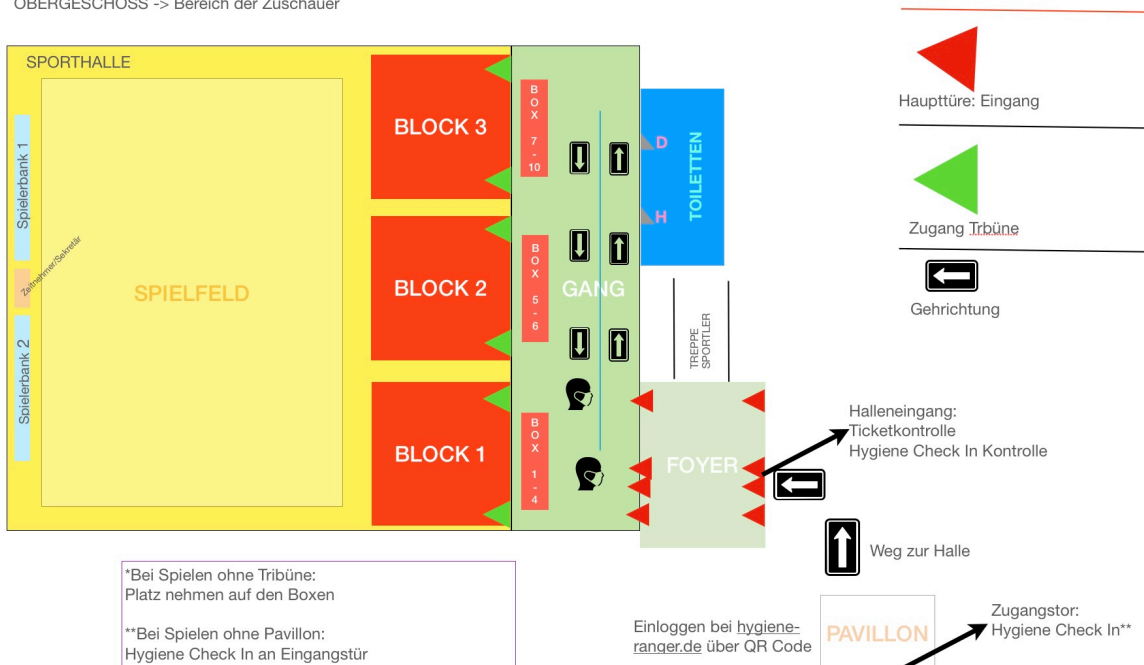 OBERGESCHOSS -> Bereich der Zuschauer
SPORTHALLE
Spielerbank 1
Zeitnehmer/Sekretär
Spielerbank 2
SPIELFELD
BLOCK 3
BLOCK 2
BLOCK 1
BOX 7-10
BOX 5-6
BOX 1-4
GANG
D
H
TOILETTEN
TREPPE
SPORTLER
FOYER
Haupttüre: Eingang
Zugang Trbüne
Gehrichtung
Halleneingang:
Ticketkontrolle
Hygiene Check In Kontrolle
Weg zur Halle
*Bei Spielen ohne Tribüne:
Platz nehmen auf den Boxen
**Bei Spielen ohne Pavillon:
Hygiene Check In an Eingangstür
Einloggen bei hygiene-
ranger.de über QR Code
PAVILLON
Zugangstor:
Hygiene Check In**